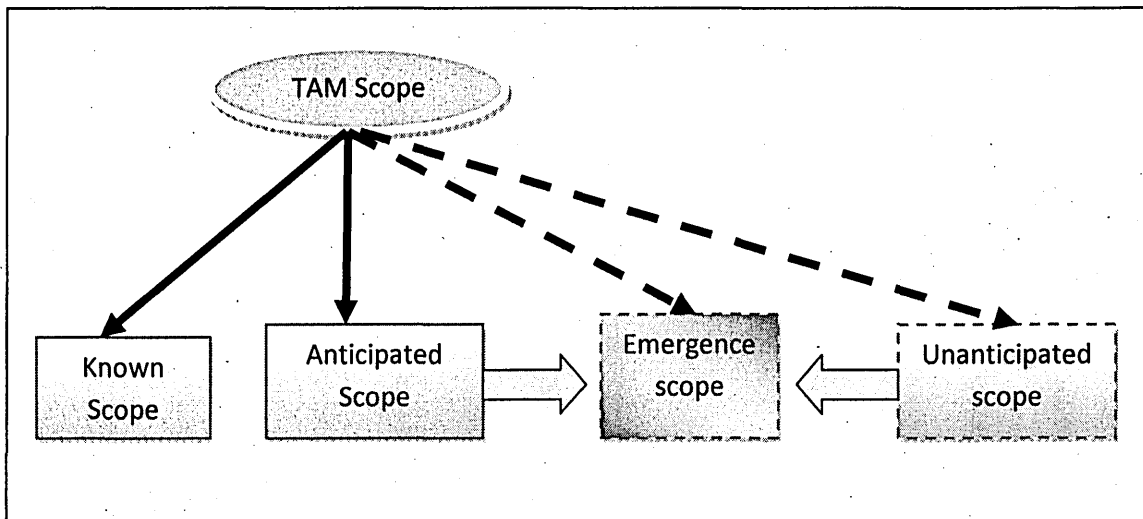 TAM Scope
Known
Scope
Anticipated
Scope
Emergence
scope
Unanticipated
scope